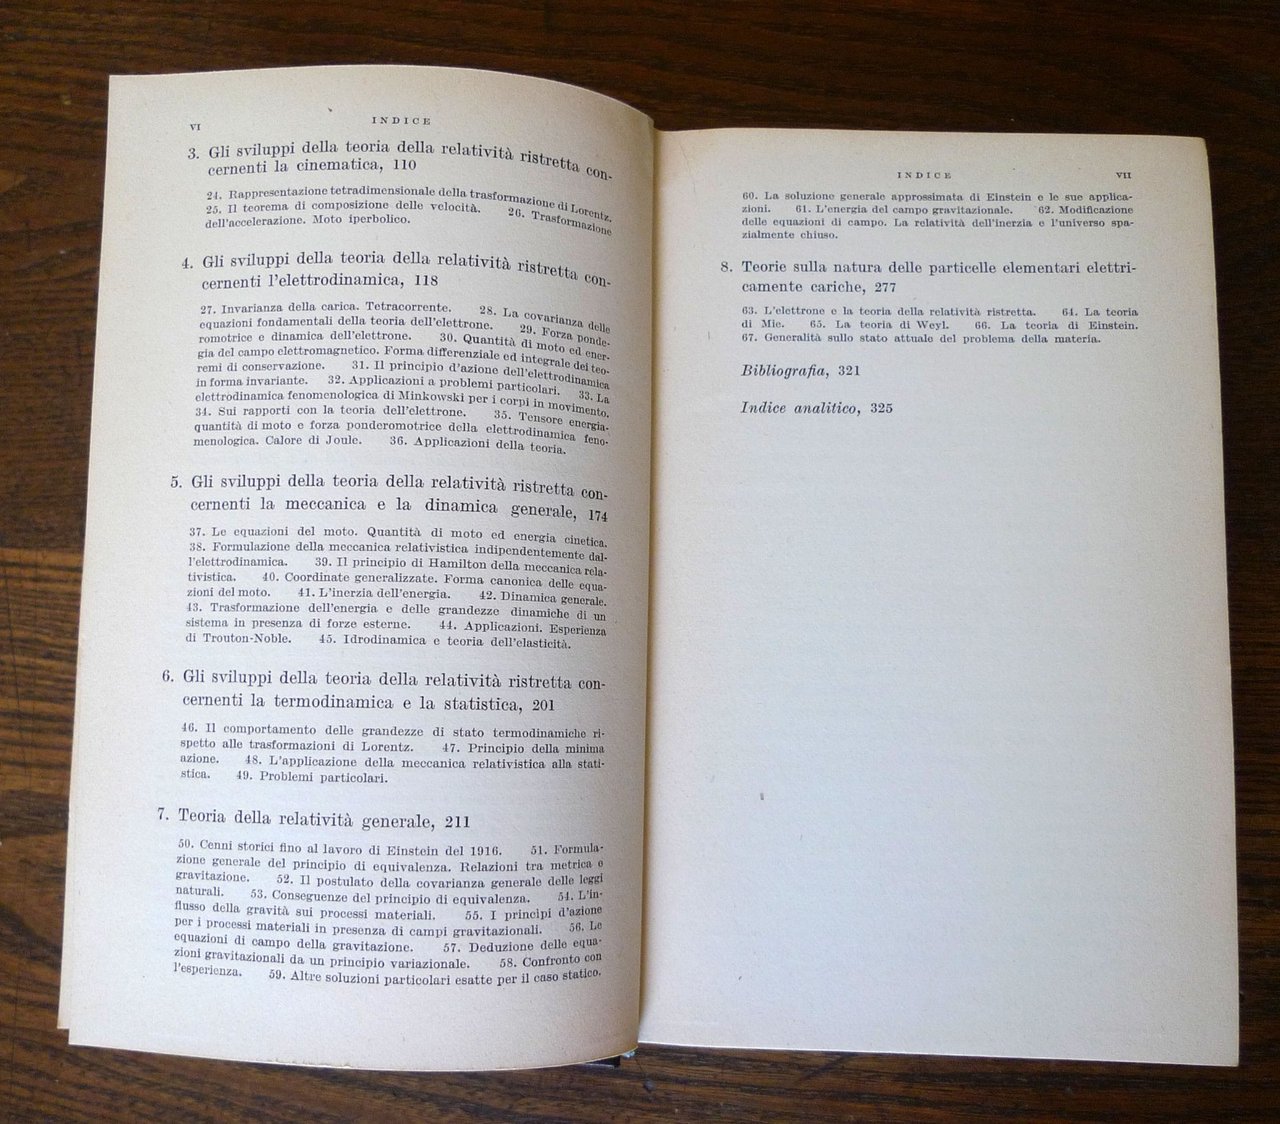 VI
INDICE
3. Gli sviluppi della teoria della relatività ristretta con-
cernenti la cinematica, 110
24. Rappresentazione tetradimensionale della trasformazione di Lorentz.
25. Il teorema di composizione delle velocità. 26. Trasformazione
dell'accelerazione. Moto iperbolico.
4. Gli sviluppi della teoria della relatività ristretta con-
cernenti l'elettrodinamica, 118
27. Invarianza della carica. Tetracorrente. 28. La covarianza delle
equazioni fondamentali della teoria dell'elettrone. 29. Forza ponde-
romotrice e dinamica dell'elettrone. 30. Quantità di moto ed ener-
gia del campo elettromagnetico. Forma differenziale ed integrale dei teo-
remi di conservazione. 31. Il principio d'azione dell'elettrodinamica
in forma invariante. 32. Applicazioni a problemi particolari. 33. La
elettrodinamica fenomenologica di Minkowski per i corpi in movimento.
34. Sui rapporti con la teoria dell'elettrone. 35. Tensore energia-
quantità di moto e forza ponderomotrice della elettrodinamica feno-
menologica. Calore di Joule. 36. Applicazioni della teoria.
5. Gli sviluppi della teoria della relatività ristretta con-
cernenti la meccanica e la dinamica generale, 174
37. Le equazioni del moto. Quantità di moto ed energia cinetica.
38. Formulazione della meccanica relativistica indipendentemente dal-
l'elettrodinamica. 39. Il principio di Hamilton della meccanica rela-
tivistica. 40. Coordinate generalizzate. Forma canonica delle equa-
zioni del moto. 41. L'inerzia dell'energia. 42. Dinamica generale.
43. Trasformazione dell'energia e delle grandezze dinamiche di un
sistema in presenza di forze esterne. 44. Applicazioni. Esperienza
di Trouton-Noble. 45. Idrodinamica e teoria dell'elasticità.
6. Gli sviluppi della teoria della relatività ristretta con-
cernenti la termodinamica e la statistica, 201
46. Il comportamento delle grandezze di stato termodinamiche ri-
spetto alle trasformazioni di Lorentz. 47. Principio della minima
azione. 48. L'applicazione della meccanica relativistica alla stati-
stica. 49. Problemi particolari.
7. Teoria della relatività generale, 211
50. Cenni storici fino al lavoro di Einstein del 1916. 51. Formula-
zione generale del principio di equivalenza. Relazioni tra metrica e
gravitazione. 52. Il postulato della covarianza generale delle leggi
naturali. 53. Conseguenze del principio di equivalenza. 54. L'in-
flusso della gravità sui processi materiali. 55. I principî d'azione
per i processi materiali in presenza di campi gravitazionali. 56. Le
equazioni di campo della gravitazione. 57. Deduzione delle equa-
zioni gravitazionali da un principio variazionale. 58. Confronto con
l'esperienza. 59. Altre soluzioni particolari esatte per il caso statico.
INDICE
VII
60. La soluzione generale approssimata di Einstein e le sue applica-
zioni. 61. L'energia del campo gravitazionale. 62. Modificazione
delle equazioni di campo. La relatività dell'inerzia e l'universo spa-
zialmente chiuso.
8. Teorie sulla natura delle particelle elementari elettri-
camente cariche, 277
63. L'elettrone e la teoria della relatività ristretta. 64. La teoria
di Mie. 65. La teoria di Weyl. 66. La teoria di Einstein.
67. Generalità sullo stato attuale del problema della materia.
Bibliografia, 321
Indice analitico, 325